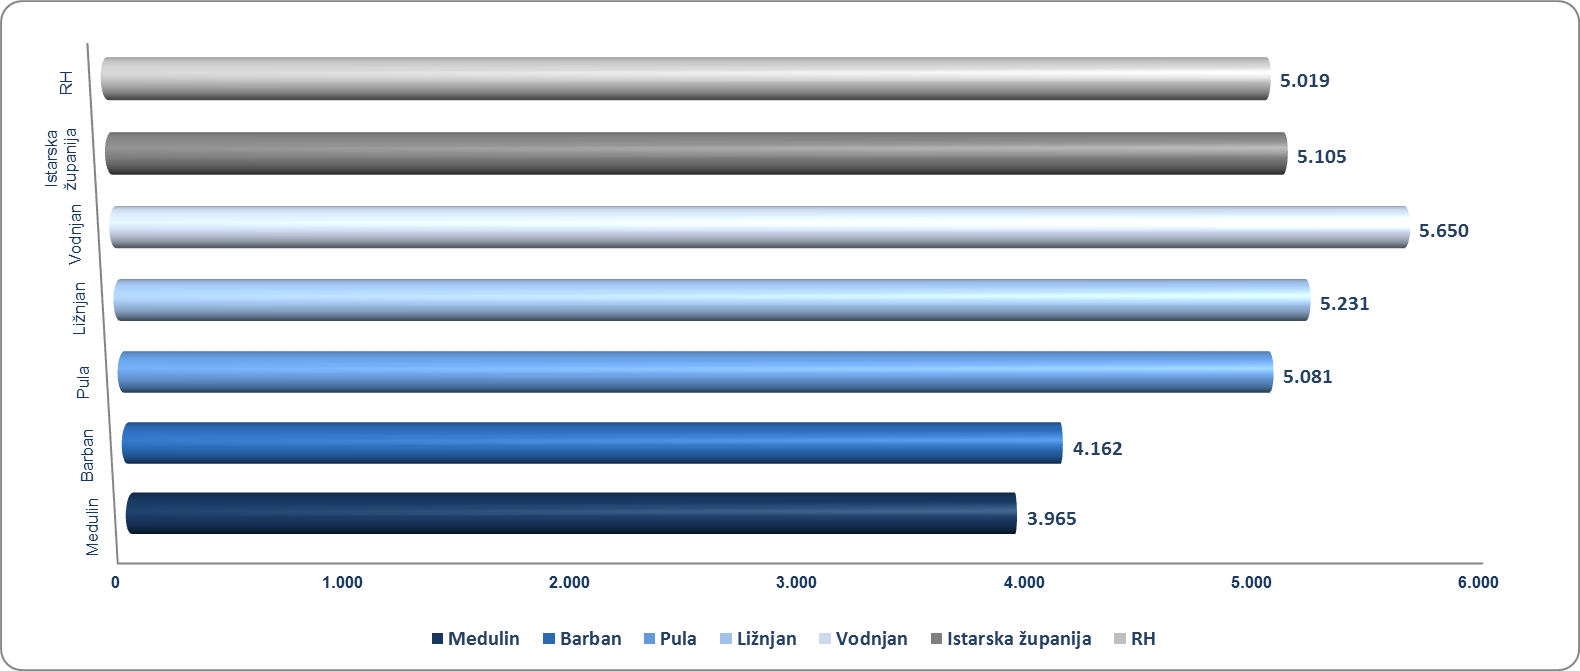 RH
5.019
Istarska
županija
5.105
Vodnjan
5.650
Ližnjan
5.231
Pula
5.081
Barban
4.162
Medulin
3.965
0 1.000 2.000 3.000 4.000 5.000 6.000
Medulin Barban Pula Ližnjan Vodnjan Istarska županija RH